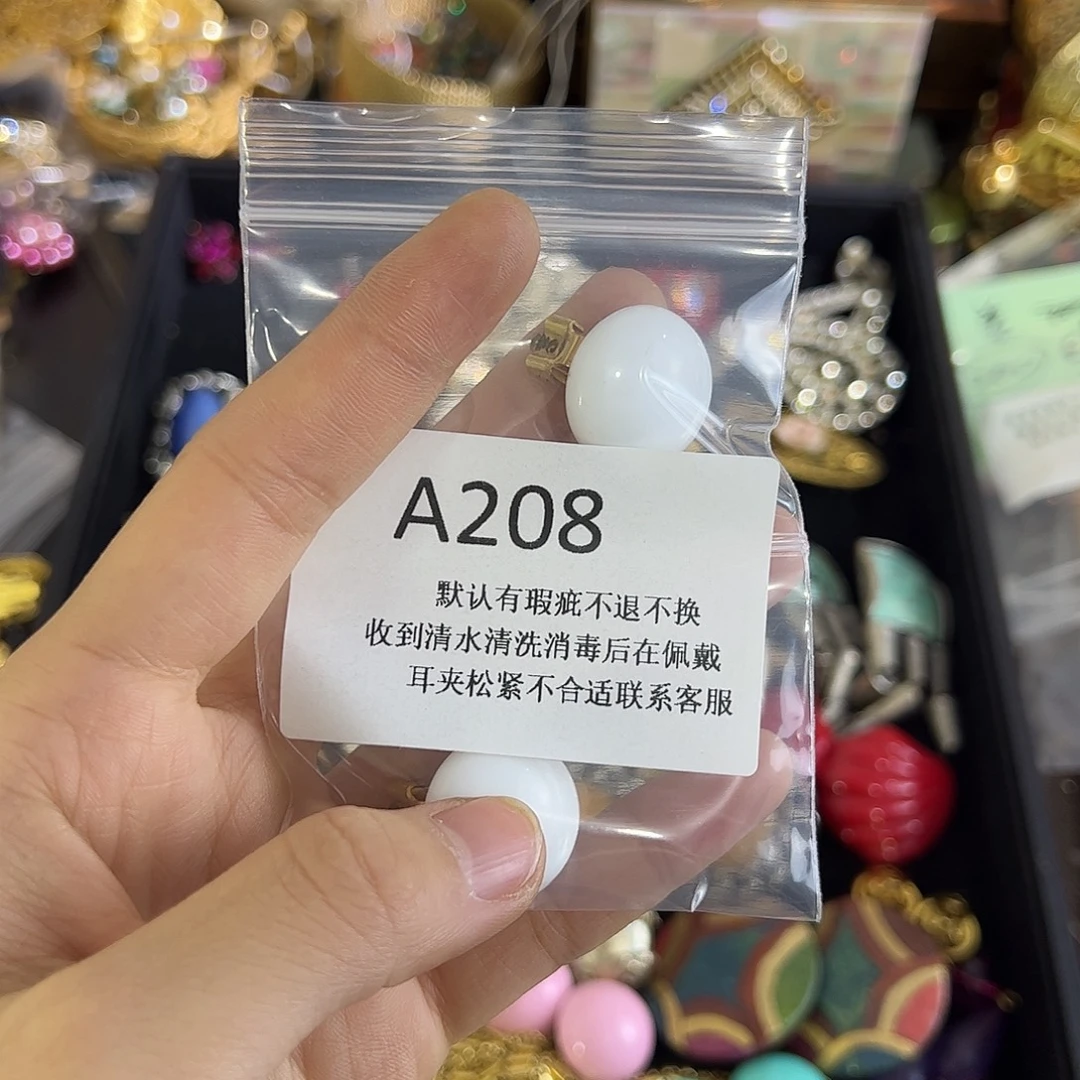 A208
默认有瑕疵不退不换
收到清水清洗消毒后在佩戴
耳夹松紧不合适联系客服